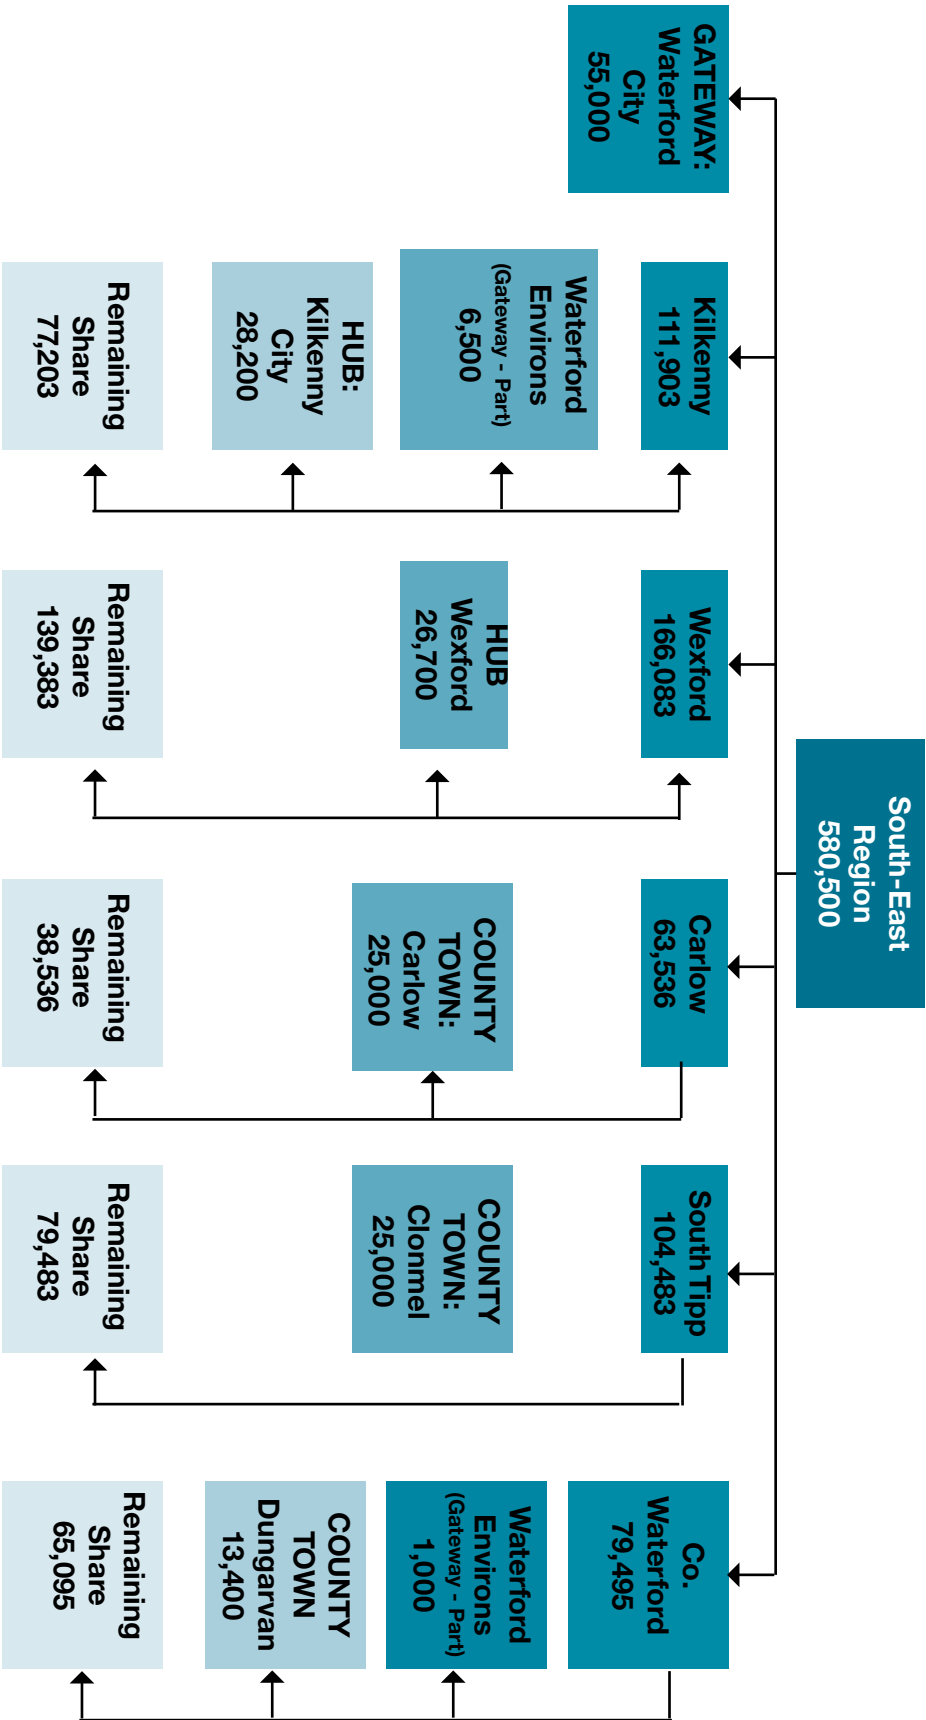 South-East
Region
580,500
GATEWAY:
Waterford
City
55,000
Kilkenny
111,903
Waterford
Environs
(Gateway - Part)
6,500
HUB:
Kilkenny
City
28,200
Remaining
Share
77,203
Wexford
166,083
HUB
Wexford
26,700
Remaining
Share
139,383
Carlow
63,536
COUNTY
TOWN:
Carlow
25,000
Remaining
Share
38,536
South Tipp
104,483
COUNTY
TOWN:
Clonmel
25,000
Remaining
Share
79,483
Co.
Waterford
79,495
Waterford
Environs
(Gateway - Part)
1,000
COUNTY
TOWN
Dungarvan
13,400
Remaining
Share
65,095